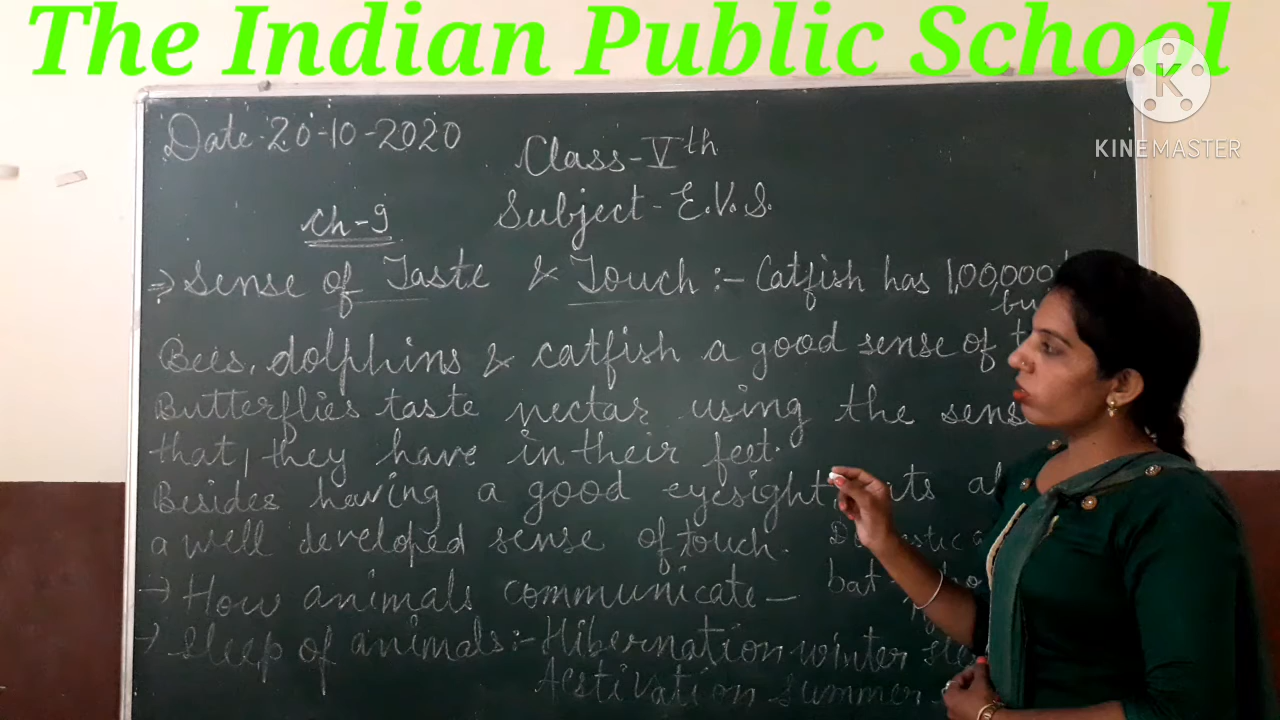 The Indian Public School
K
KINEMASTER
Date-20-10-2020
Class-Vth
Subject-E.V.S.
Ch-9
⇒ Sense of Taste & Touch :- Catfish has 1,00,000
bu
Bees, dolphins & catfish a good sense of t
Butterflies taste nectar using the sens
that, they have in their feet.
Besides having a good eyesight
a well developed sense of touch.
→ How animals communicate - bat
→ Sleep of animals:- Hibernation winter
Aestivation summer